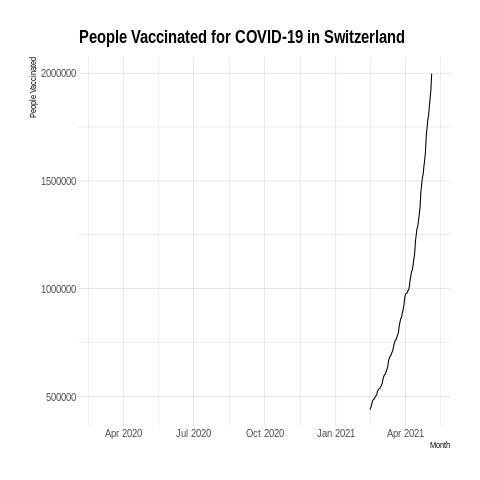 People Vaccinated for COVID-19 in Switzerland
People Vaccinated
2000000
1500000
1000000
500000
Apr 2020 Jul 2020 Oct 2020 Jan 2021 Apr 2021
Month